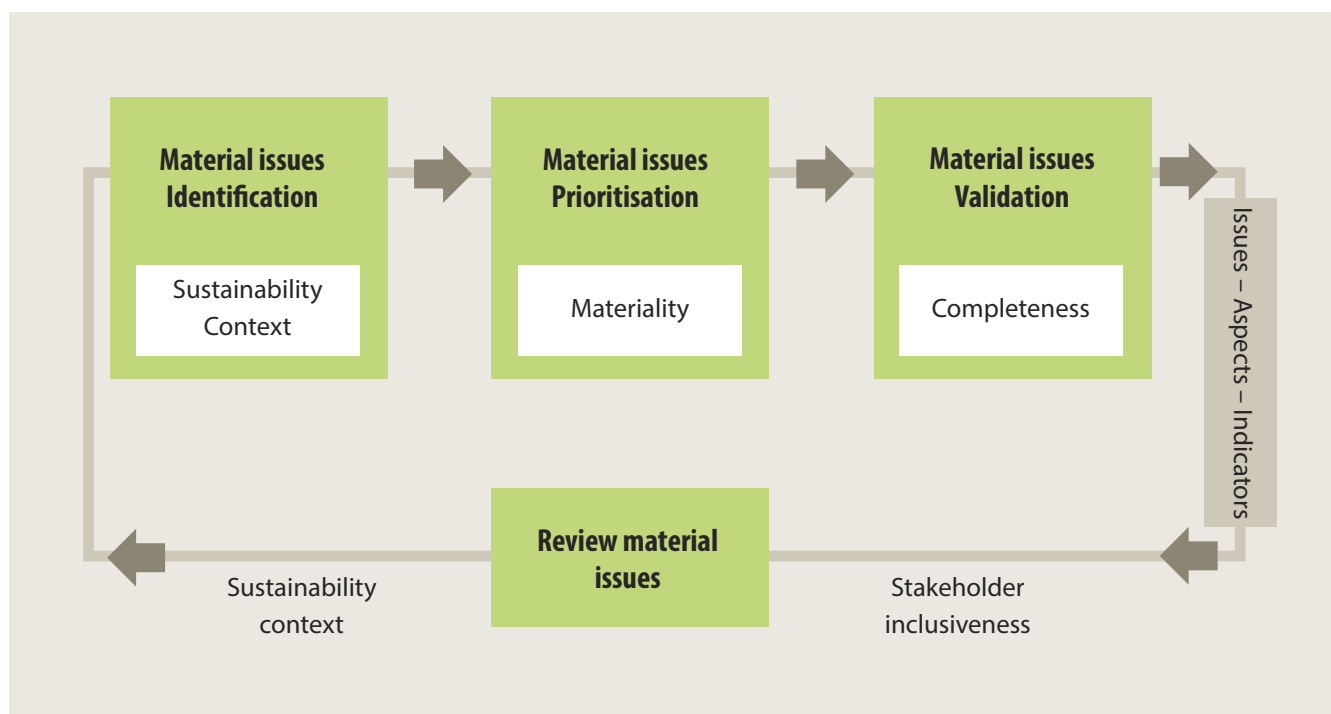 Material issues
Identification
Sustainability
Context
Material issues
Prioritisation
Materiality
Material issues
Validation
Completeness
Issues – Aspects – Indicators
Review material
issues
Stakeholder
inclusiveness
Sustainability
context